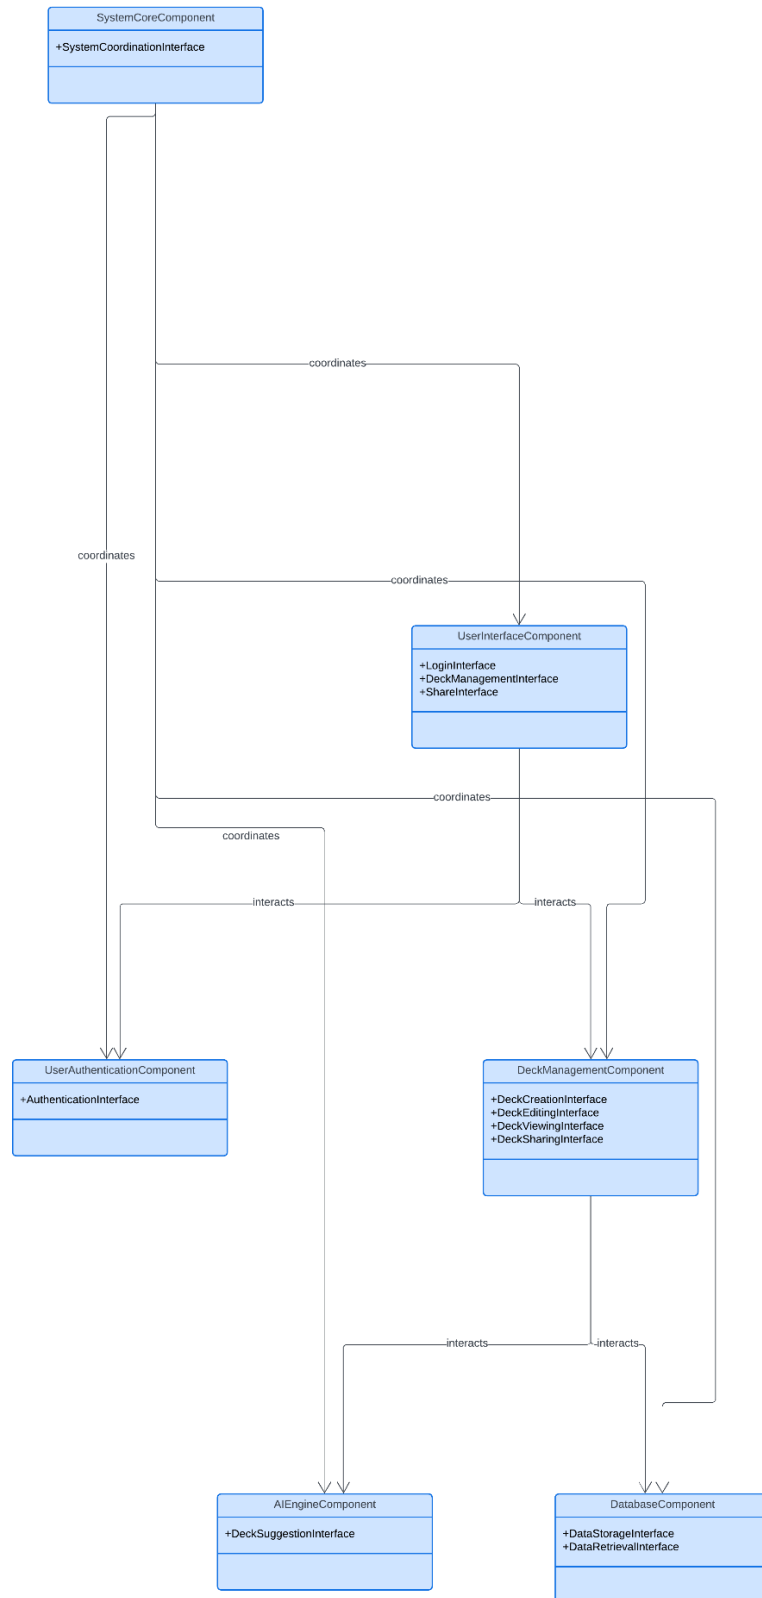 SystemCoreComponent
+SystemCoordinationInterface
coordinates
coordinates
coordinates
UserInterfaceComponent
+LoginInterface
+DeckManagementInterface
+ShareInterface
coordinates
coordinates
interacts
interacts
UserAuthenticationComponent
+AuthenticationInterface
DeckManagementComponent
+DeckCreationInterface
+DeckEditingInterface
+DeckViewingInterface
+DeckSharingInterface
interacts
interacts
AIEngineComponent
+DeckSuggestionInterface
DatabaseComponent
+DataStorageInterface
+DataRetrievalInterface